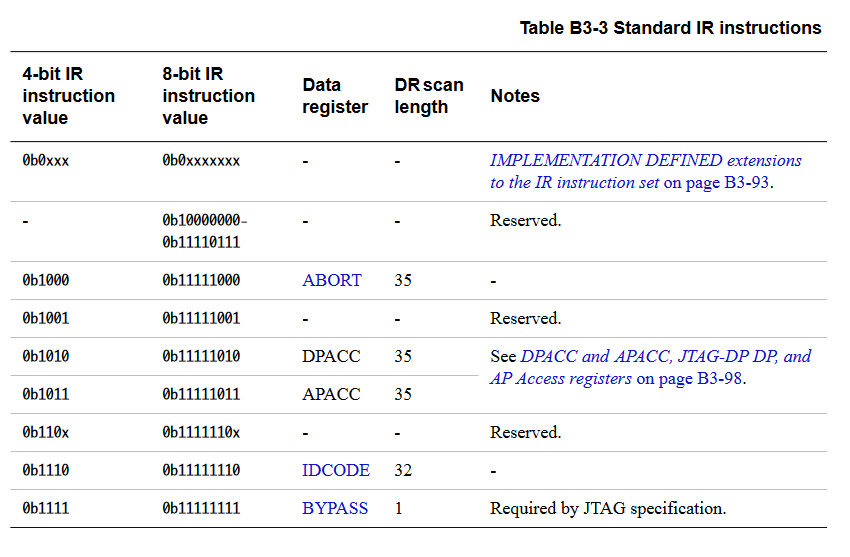 Table B3-3 Standard IR instructions
4-bit IR instruction value 8-bit IR instruction value Data register DR scan length Notes
0b0xxx 0b0xxxxxxx - - IMPLEMENTATION DEFINED extensions
to the IR instruction set on page B3-93.
- 0b10000000- - - Reserved.
0b11110111
0b1000 0b11111000 ABORT 35 -
0b1001 0b11111001 - - Reserved.
0b1010 0b11111010 DPACC 35 See DPACC and APACC, JTAG-DP DP, and
AP Access registers on page B3-98.
0b1011 0b11111011 APACC 35
0b110x 0b1111110x - - Reserved.
0b1110 0b11111110 IDCODE 32 -
0b1111 0b11111111 BYPASS 1 Required by JTAG specification.